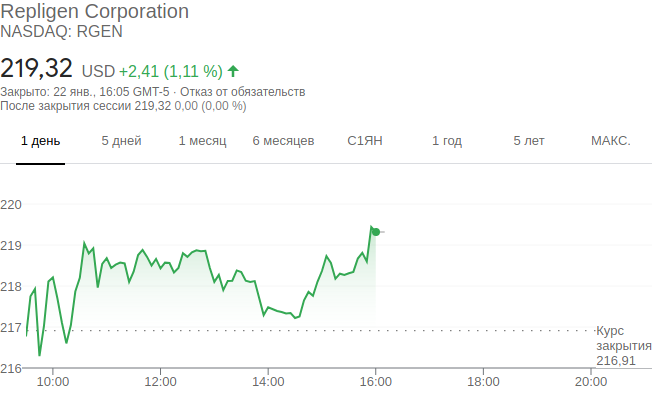 Repligen Corporation
NASDAQ: RGEN
219,32 USD +2,41 (1,11 %)
Закрыто: 22 янв., 16:05 GMT-5 · Отказ от обязательств
После закрытия сессии 219,32 0,00 (0,00 %)
1 день 5 дней 1 месяц 6 месяцев С1ЯН 1 год 5 лет МАКС.
220
219
218
217
216
Курс
закрытия
216,91
10:00 12:00 14:00 16:00 18:00 20:00